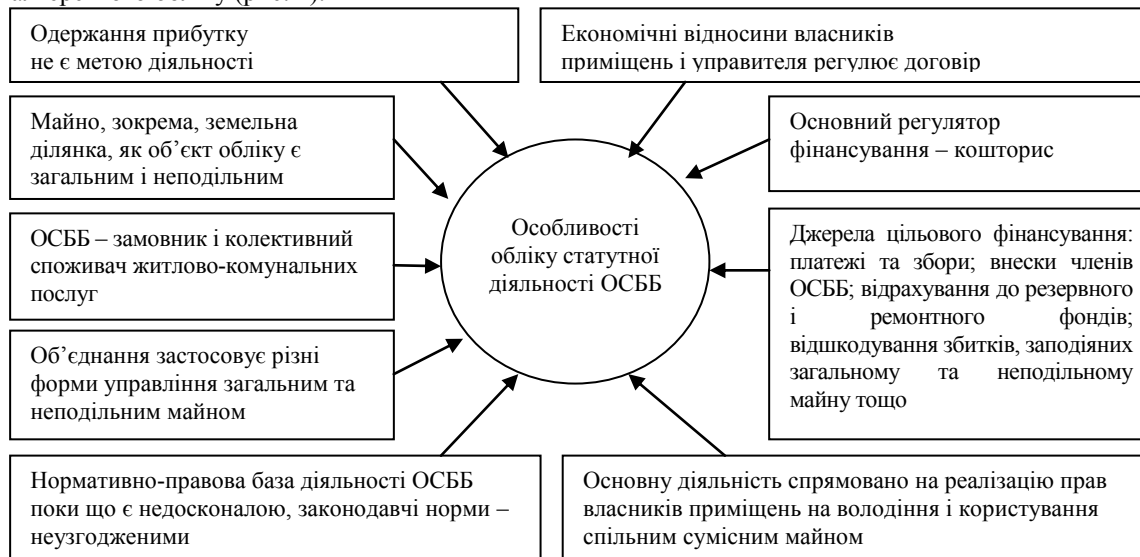 Одержання прибутку
не є метою діяльності
Економічні відносини власників
приміщень і управителя регулює договір
Майно, зокрема, земельна
ділянка, як об’єкт обліку є
загальним і неподільним
Основний регулятор
фінансування – кошторис
ОСББ – замовник і колективний
споживач житлово-комунальних
послуг
Особливості
обліку статутної
діяльності ОСББ
Джерела цільового фінансування:
платежі та збори; внески членів
ОСББ; відрахування до резервного
і ремонтного фондів;
відшкодування збитків, заподіяних
загальному та неподільному
майну тощо
Об’єднання застосовує різні
форми управління загальним та
неподільним майном
Нормативно-правова база діяльності ОСББ
поки що є недосконалою, законодавчі норми –
неузгодженими
Основну діяльність спрямовано на реалізацію прав
власників приміщень на володіння і користування
спільним сумісним майном